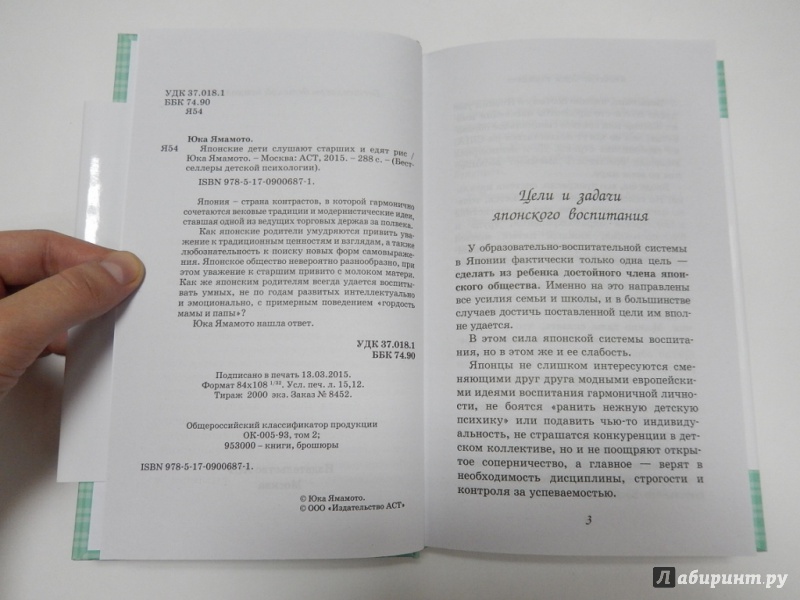 УДК 37.018.1
ББК 74.90
Я54
Юка Ямамото.
Я54 Японские дети слушают старших и едят рис /
Юка Ямамото. – Москва: АСТ, 2015. – 288 с. – (Бест-
селлеры детской психологии).
ISBN 978-5-17-0900687-1.
Япония – страна контрастов, в которой гармонично
сочетаются вековые традиции и модернистические идеи,
ставшая одной из ведущих торговых держав за полвека.
Как японские родители умудряются привить ува-
жение к традиционным ценностям и взглядам, а также
любознательность к поиску новых форм самовыраже-
ния. Японское общество невероятно разнообразно, при
этом уважение к старшим привито с молоком матери.
Как же японским родителям всегда удается воспиты-
вать умных, не по годам развитых интеллектуально
и эмоционально, с примерным поведением «гордость
мамы и папы»?
Юка Ямамото нашла ответ.
УДК 37.018.1
ББК 74.90
Подписано в печать 13.03.2015.
Формат 84х108 1/32. Усл. печ. л. 15,12.
Тираж 2000 экз. Заказ № 8452.
Общероссийский классификатор продукции
ОК-005-93, том 2;
953000 – книги, брошюры
ISBN 978-5-17-0900687-1.
© Юка Ямамото.
© ООО «Издательство АСТ»
Цели и задачи
японского воспитания
У образовательно-воспитательной системы
в Японии фактически только одна цель —
сделать из ребенка достойного члена япон-
ского общества. Именно на это направлены
все усилия семьи и школы, и в большинстве
случаев достичь поставленной цели им впол-
не удается.
В этом сила японской системы воспита-
ния, но в этом же и ее слабость.
Японцы не слишком интересуются сме-
няющими друг друга модными европейски-
ми идеями воспитания гармоничной лично-
сти, не боятся «ранить нежную детскую
психику» или подавить чью-то индивиду-
альность, не страшатся конкуренции в дет-
ском коллективе, но и не поощряют откры-
тое соперничество, а главное — верят в
необходимость дисциплины, строгости и
контроля за успеваемостью.
3
Лабиринт.ру